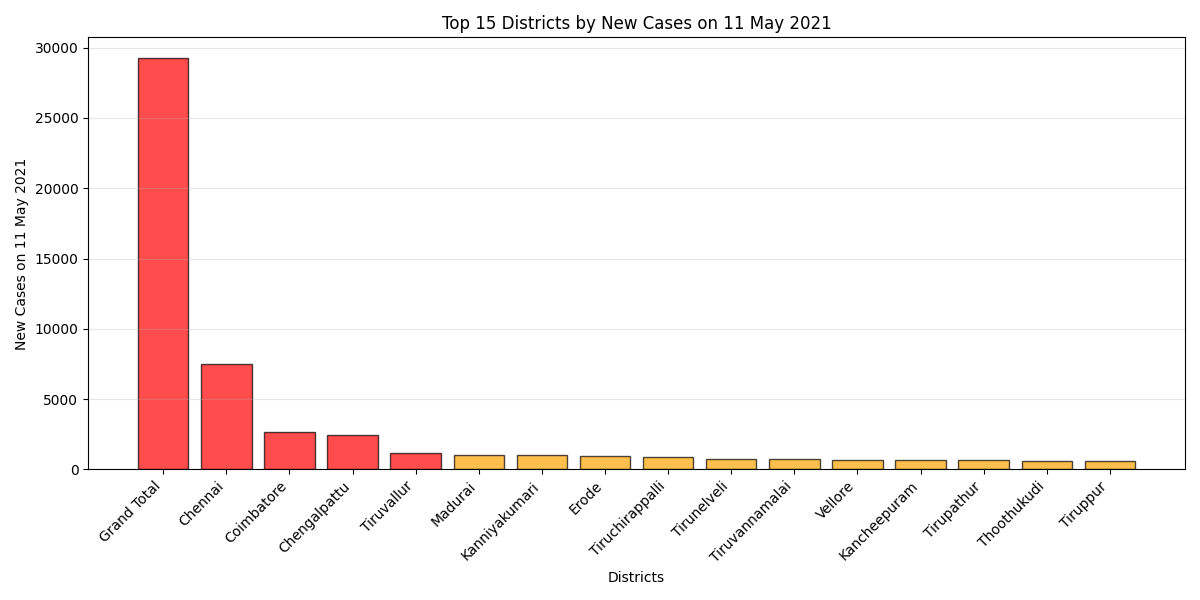 Top 15 Districts by New Cases on 11 May 2021
New Cases on 11 May 2021
30000
25000
20000
15000
10000
5000
0
Grand Total
Chennai
Coimbatore
Chengalpattu
Tiruvallur
Madurai
Kanniyakumari
Erode
Tiruchirappalli
Tirunelveli
Tiruvannamalai
Vellore
Kancheepuram
Tirupathur
Thoothukudi
Tiruppur
Districts